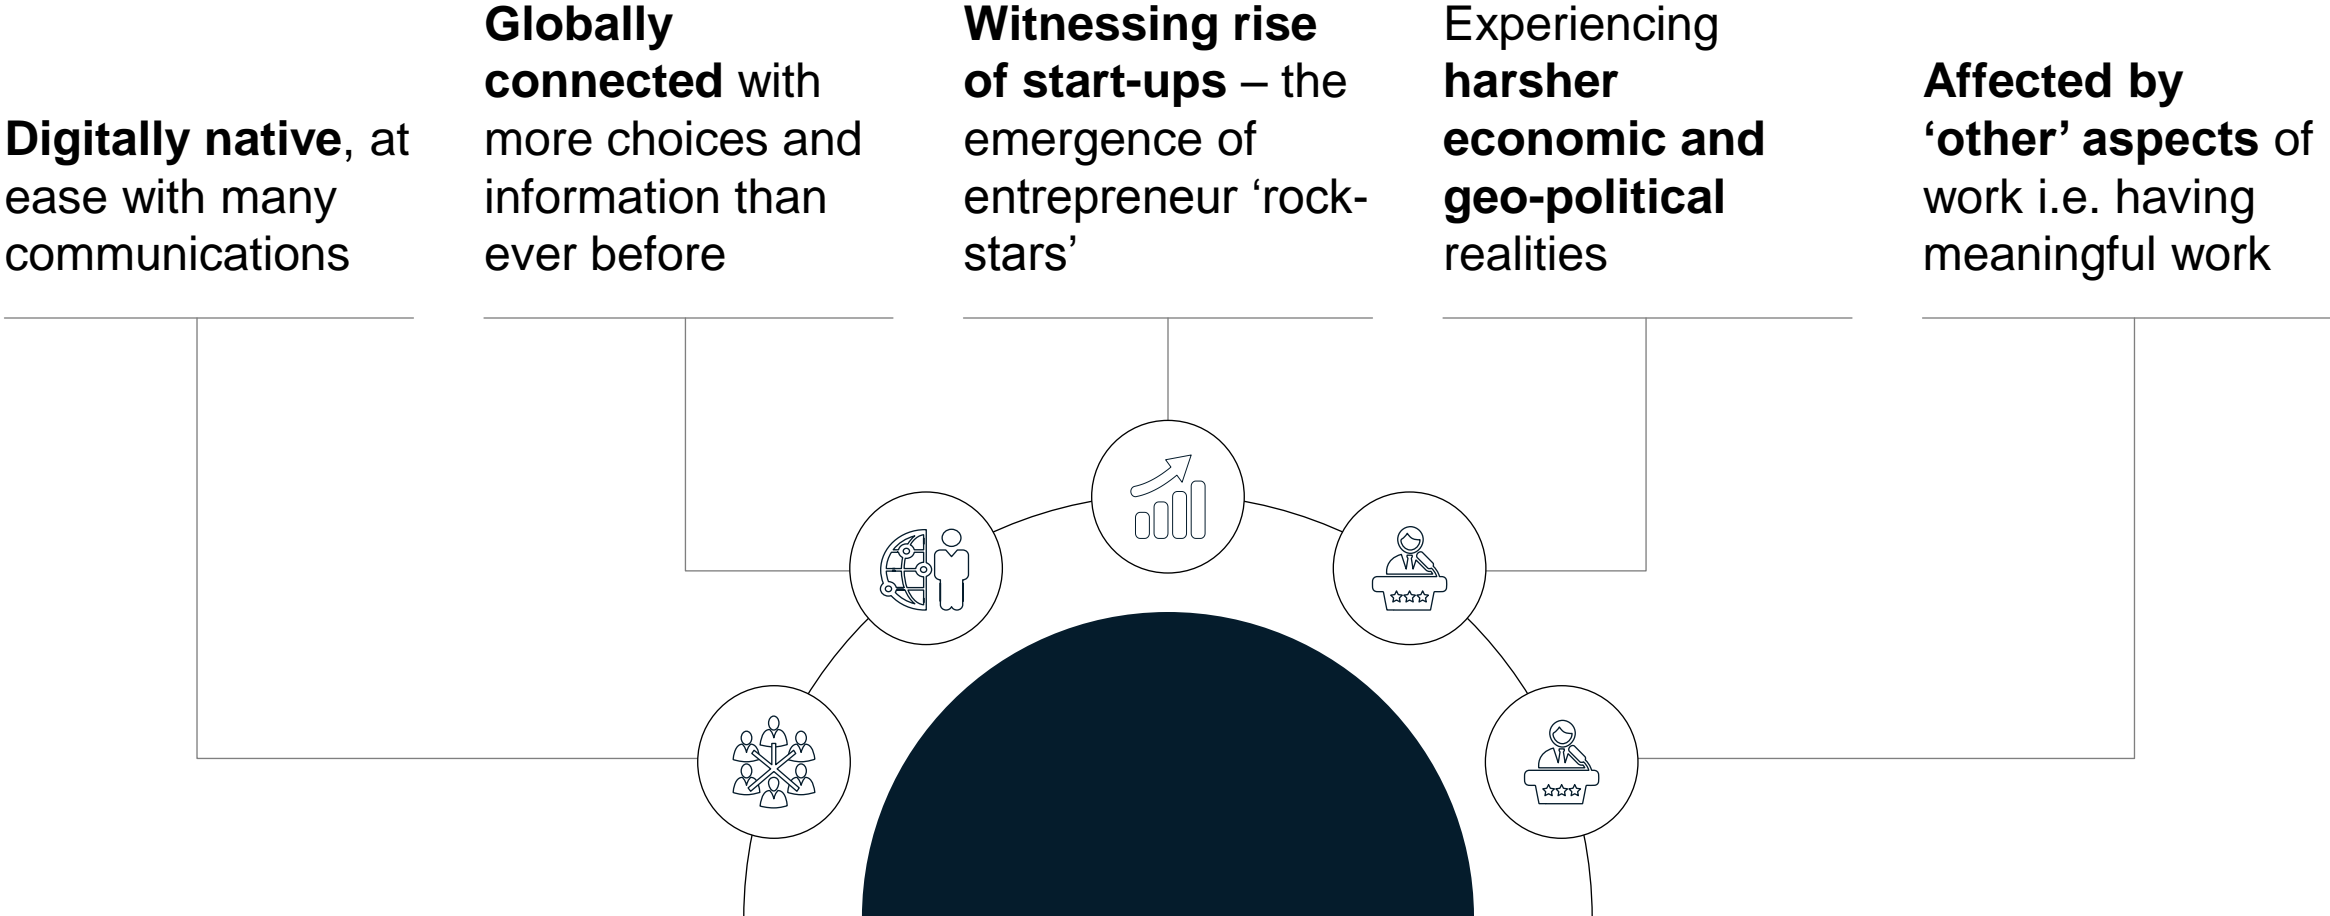 Digitally native, at
ease with many
communications
Globally
connected with
more choices and
information than
ever before
Witnessing rise
of start-ups – the
emergence of
entrepreneur ‘rock-
stars’
Experiencing
harsher
economic and
geo-political
realities
Affected by
‘other’ aspects of
work i.e. having
meaningful work